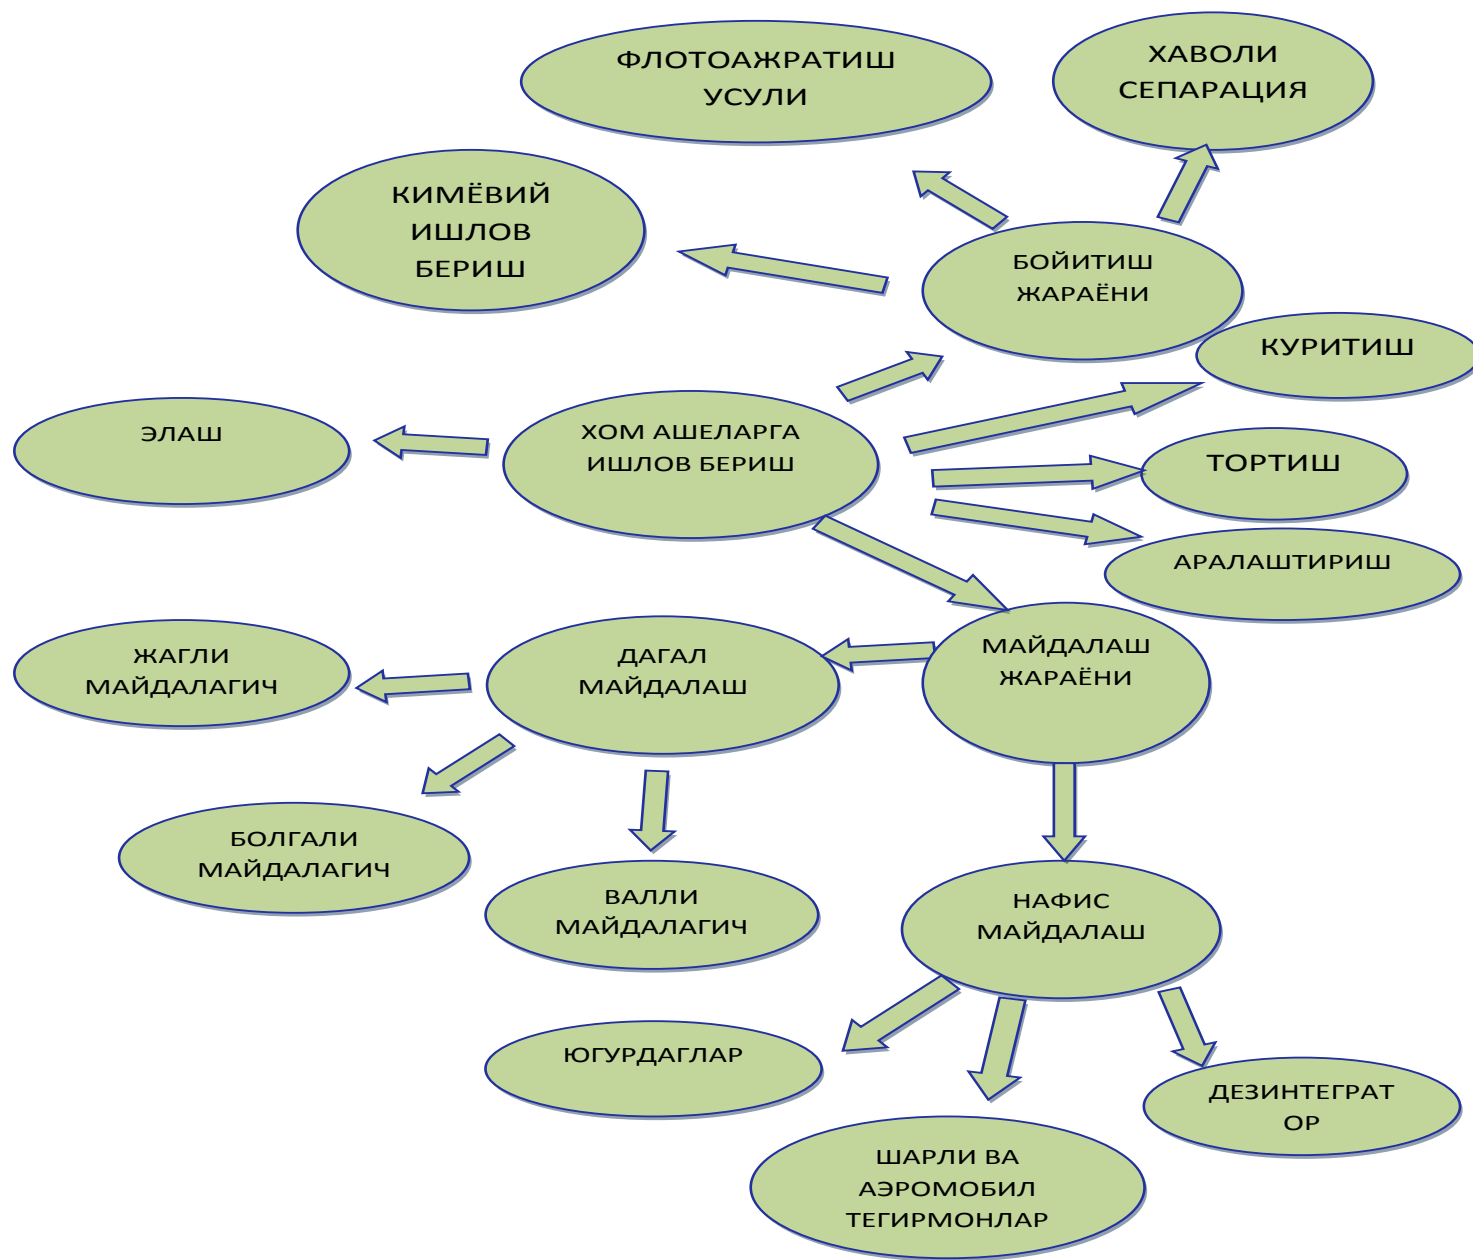 ФЛОТОАЖРАТИШ
УСУЛИ
ХАВОЛИ
СЕПАРАЦИЯ
КИМЁВИЙ
ИШЛОВ
БЕРИШ
БОЙИТИШ
ЖАРАЁНИ
КУРИТИШ
ЭЛАШ
ХОМ АШЕЛАРГА
ИШЛОВ БЕРИШ
ТОРТИШ
АРАЛАШТИРИШ
ЖАГЛИ
МАЙДАЛАГИЧ
ДАГАЛ
МАЙДАЛАШ
МАЙДАЛАШ
ЖАРАЁНИ
БОЛГАЛИ
МАЙДАЛАГИЧ
ВАЛЛИ
МАЙДАЛАГИЧ
НАФИС
МАЙДАЛАШ
ЮГУРДАГЛАР
ДЕЗИНТЕГРАТ
ОР
ШАРЛИ ВА
АЭРОМОБИЛ
ТЕГИРМОНЛАР